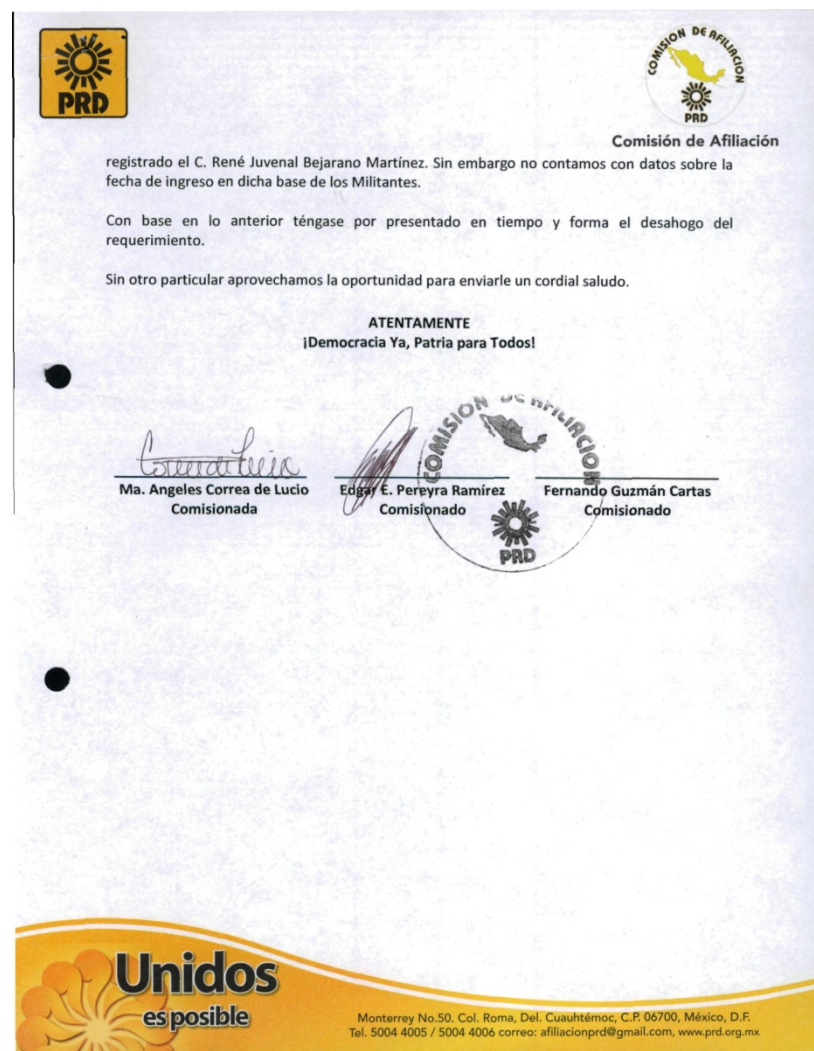 PRD
COMISION DE AFILIACION
PRD
Comisión de Afiliación
registrado el C. René Juvenal Bejarano Martínez. Sin embargo no contamos con datos sobre la
fecha de ingreso en dicha base de los Militantes.
Con base en lo anterior téngase por presentado en tiempo y forma el desahogo del
requerimiento.
Sin otro particular aprovechamos la oportunidad para enviarle un cordial saludo.
ATENTAMENTE
¡Democracia Ya, Patria para Todos!
COMISION DE AFILIACION
Ma. Angeles Correa de Lucio
Comisionada
Edgar E. Pereyra Ramírez
Comisionado
Fernando Guzmán Cartas
Comisionado
PRD
Unidos
es posible
Monterrey No.50. Col. Roma, Del. Cuauhtémoc, C.P. 06700, México, D.F.
Tel. 5004 4005 / 5004 4006 correo: afiliacionprd@gmail.com, www.prd.org.mx